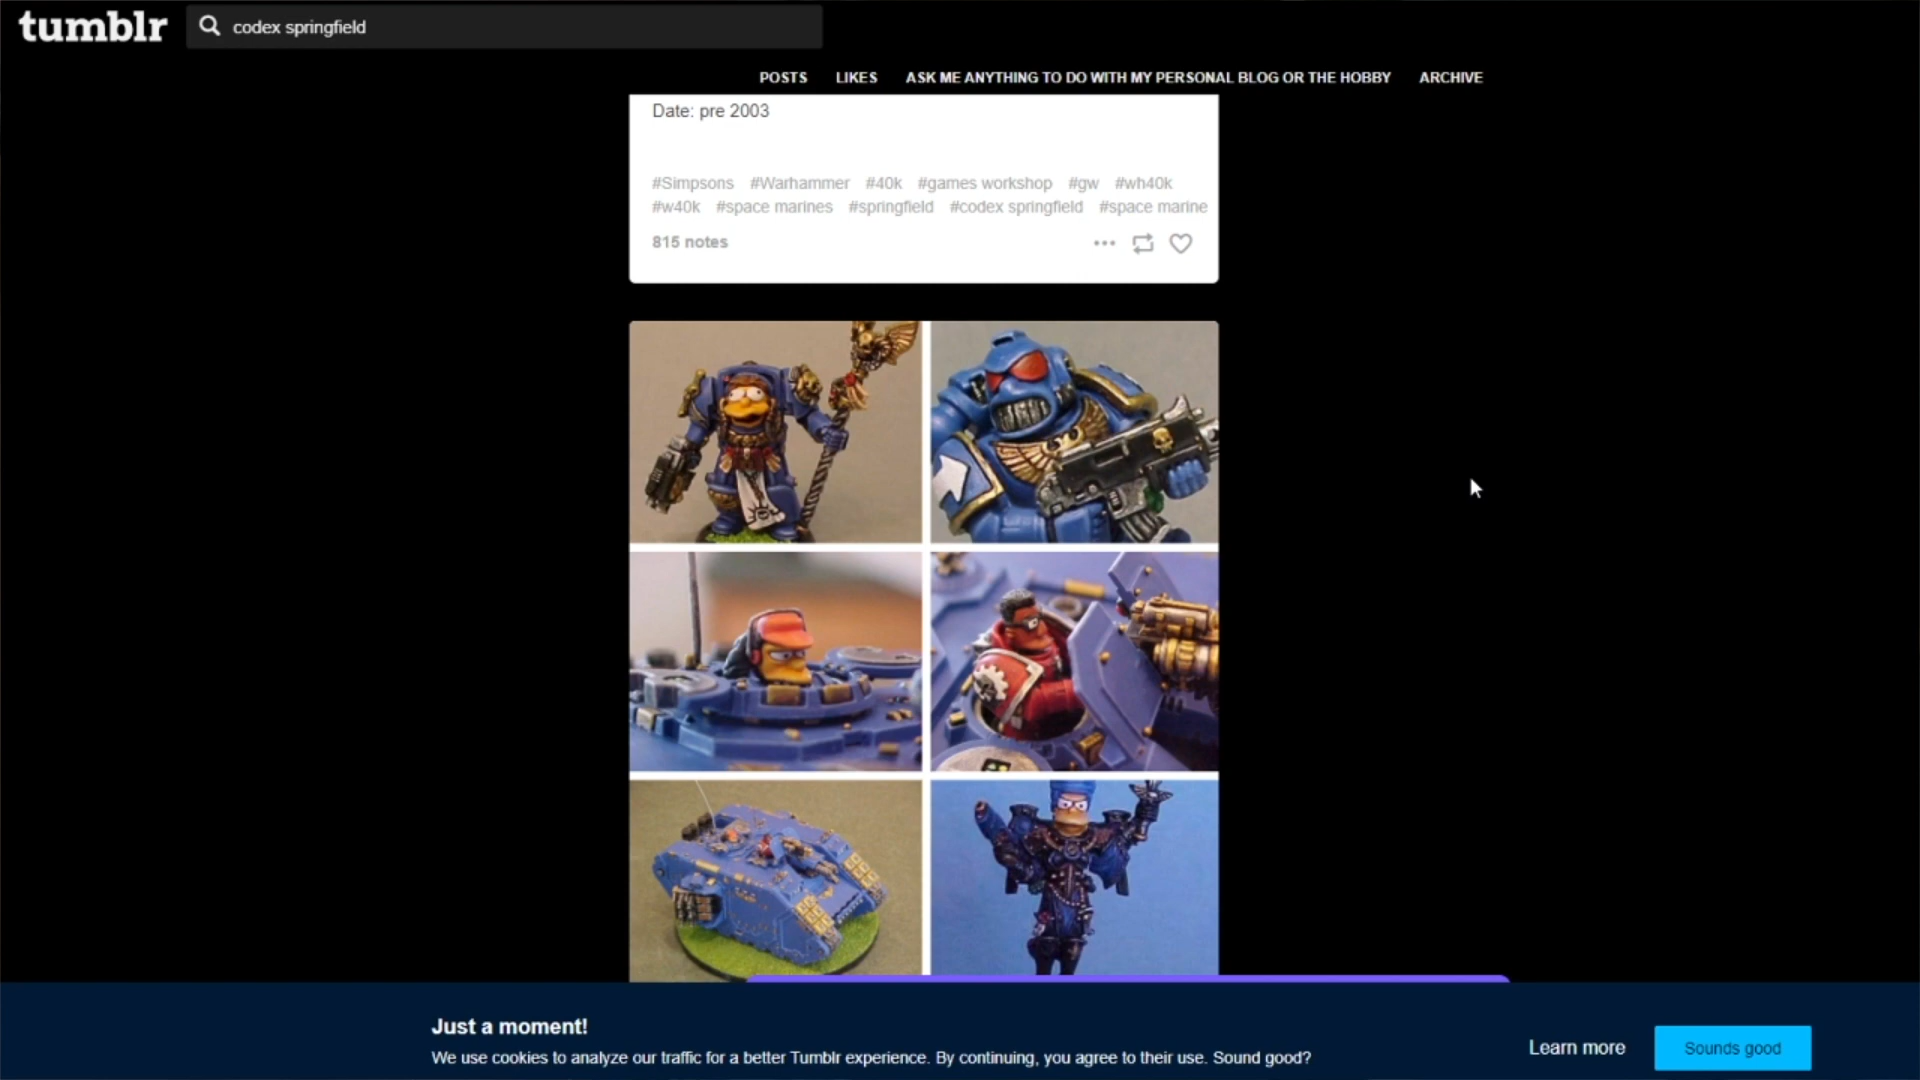 tumblr
codex springfield
POSTS LIKES ASK ME ANYTHING TO DO WITH MY PERSONAL BLOG OR THE HOBBY ARCHIVE
Date: pre 2003
#Simpsons #Warhammer #40k #games workshop #gw #wh40k
#w40k #space marines #springfield #codex springfield #space marine
815 notes
Just a moment!
We use cookies to analyze our traffic for a better Tumblr experience. By continuing, you agree to their use. Sound good?
Learn more
Sounds good